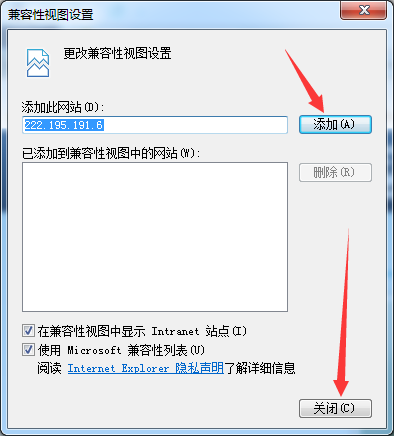 兼容性视图设置
更改兼容性视图设置
添加此网站(D):
222.195.191.6
添加(A)
已添加到兼容性视图中的网站(W):
删除(R)
在兼容性视图中显示 Intranet 站点(I)
使用 Microsoft 兼容性列表(U)
阅读 Internet Explorer 隐私声明了解详细信息
关闭(C)